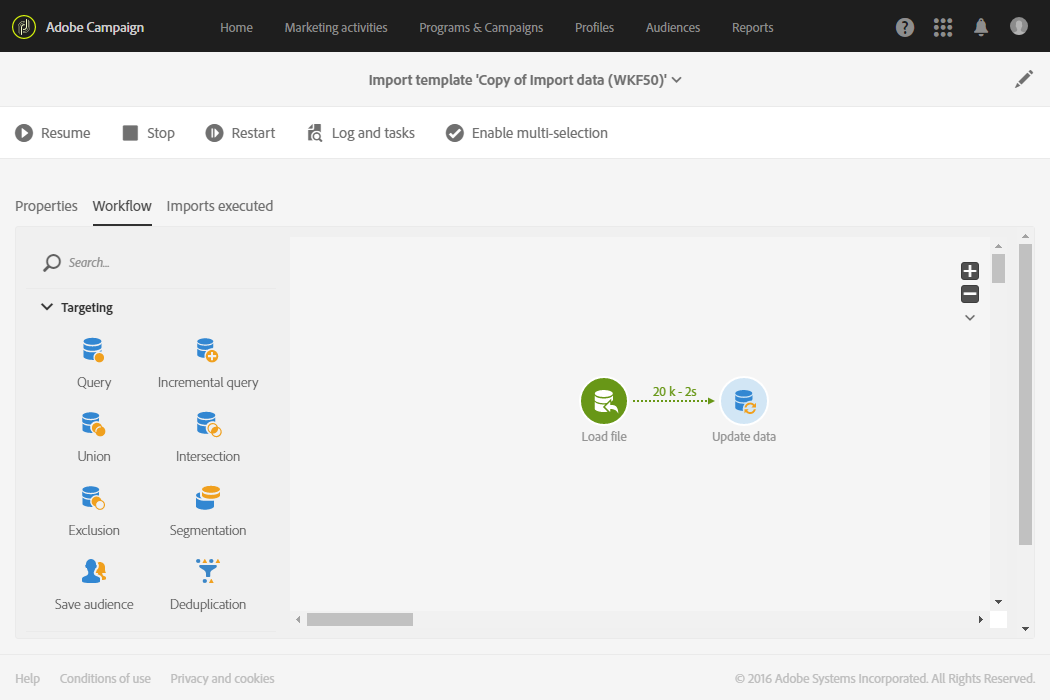 Adobe Campaign Home Marketing activities Programs & Campaigns Profiles Audiences Reports
Import template 'Copy of Import data (WKF50)'
Resume Stop Restart Log and tasks Enable multi-selection
Properties Workflow Imports executed
Search...
Targeting
Query Incremental query
Union Intersection
Exclusion Segmentation
Save audience Deduplication
20 k - 2s
Load file Update data
Help Conditions of use Privacy and cookies © 2016 Adobe Systems Incorporated. All Rights Reserved.